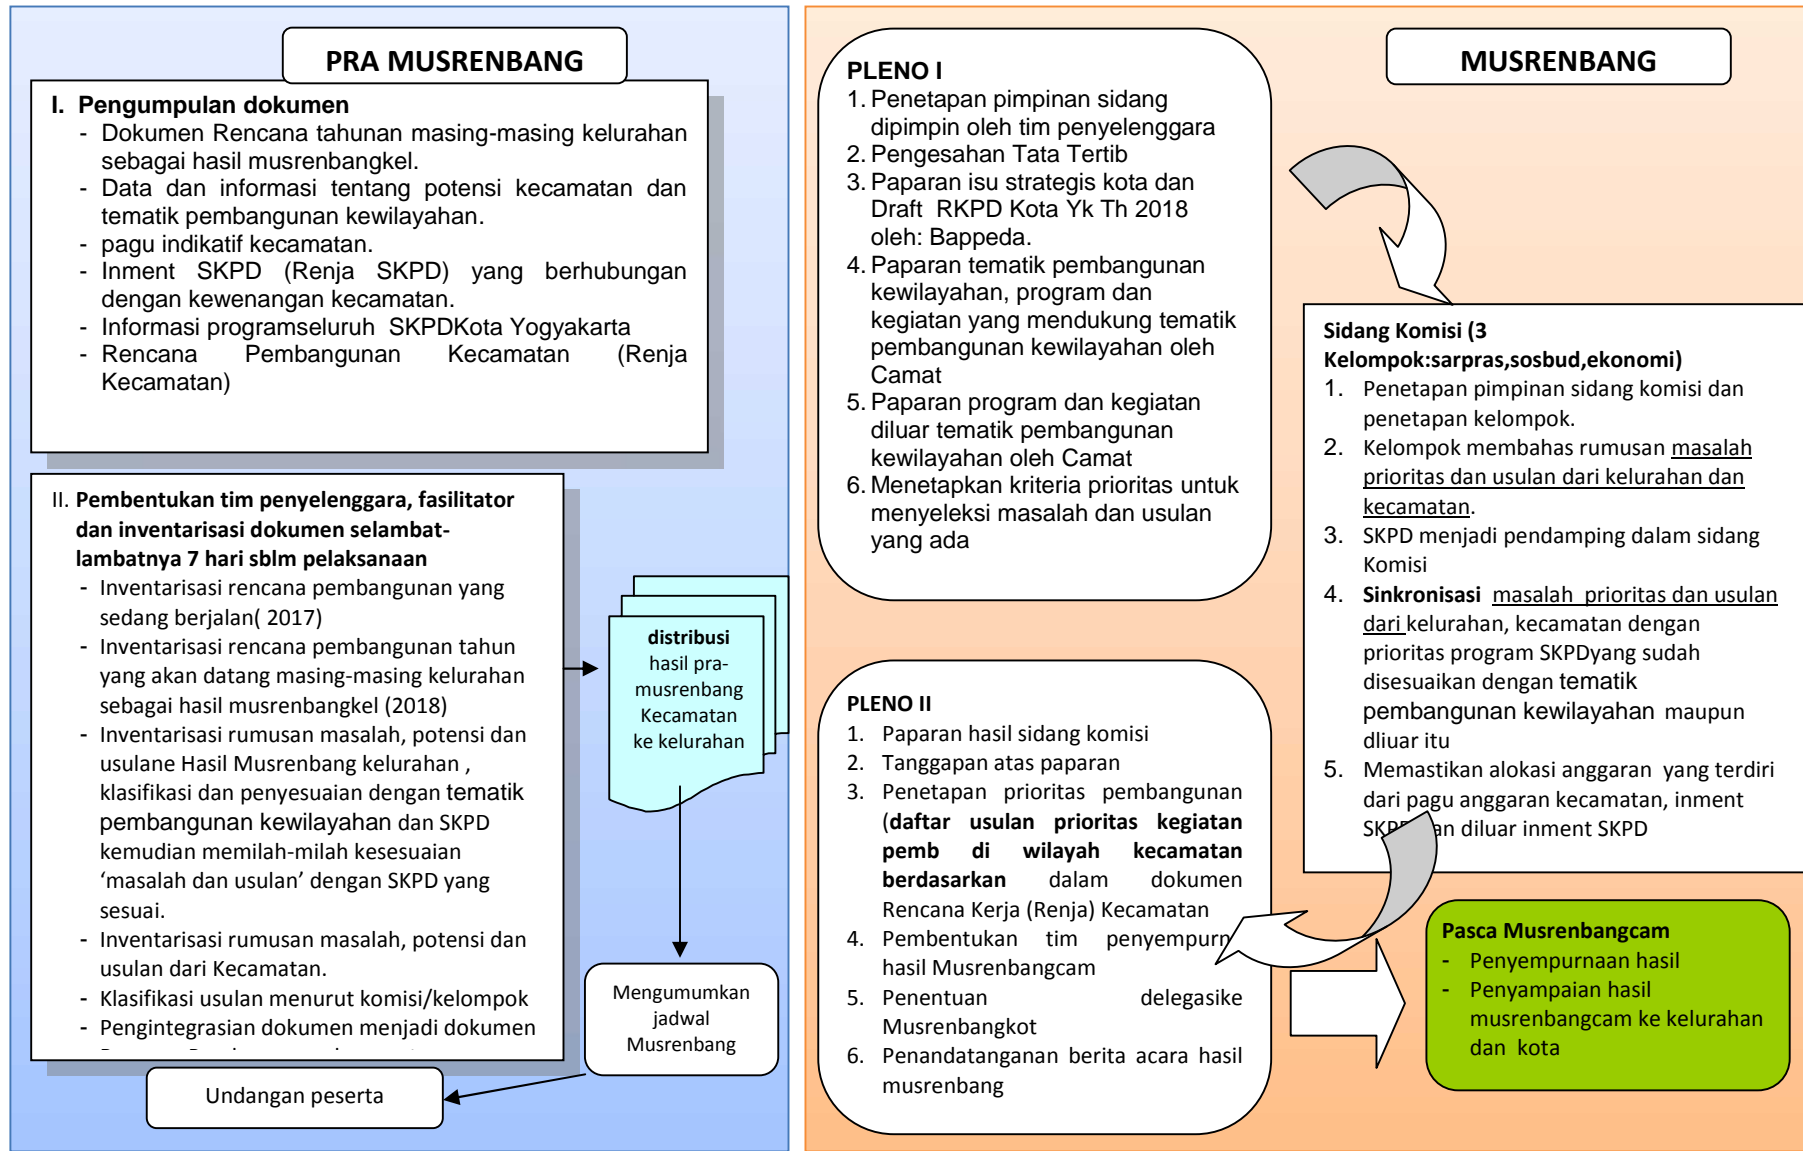 PRA MUSRENBANG
I. Pengumpulan dokumen
- Dokumen Rencana tahunan masing-masing kelurahan
sebagai hasil musrenbangkel.
- Data dan informasi tentang potensi kecamatan dan
tematik pembangunan kewilayahan.
- pagu indikatif kecamatan.
- Inment SKPD (Renja SKPD) yang berhubungan
dengan kewenangan kecamatan.
- Informasi programseluruh SKPDKota Yogyakarta
- Rencana Pembangunan Kecamatan (Renja
Kecamatan)
II. Pembentukan tim penyelenggara, fasilitator
dan inventarisasi dokumen selambat-
lambatnya 7 hari sblm pelaksanaan
- Inventarisasi rencana pembangunan yang
sedang berjalan( 2017)
- Inventarisasi rencana pembangunan tahun
yang akan datang masing-masing kelurahan
sebagai hasil musrenbangkel (2018)
- Inventarisasi rumusan masalah, potensi dan
usulane Hasil Musrenbang kelurahan ,
klasifikasi dan penyesuaian dengan tematik
pembangunan kewilayahan dan SKPD
kemudian memilah-milah kesesuaian
‘masalah dan usulan’ dengan SKPD yang
sesuai.
- Inventarisasi rumusan masalah, potensi dan
usulan dari Kecamatan.
- Klasifikasi usulan menurut komisi/kelompok
- Pengintegrasian dokumen menjadi dokumen
distribusi
hasil pra-
musrenbang
Kecamatan
ke kelurahan
Mengumumkan
jadwal
Musrenbang
Undangan peserta
MUSRENBANG
PLENO I
1. Penetapan pimpinan sidang
dipimpin oleh tim penyelenggara
2. Pengesahan Tata Tertib
3. Paparan isu strategis kota dan
Draft RKPD Kota Yk Th 2018
oleh: Bappeda.
4. Paparan tematik pembangunan
kewilayahan, program dan
kegiatan yang mendukung tematik
pembangunan kewilayahan oleh
Camat
5. Paparan program dan kegiatan
diluar tematik pembangunan
kewilayahan oleh Camat
6. Menetapkan kriteria prioritas untuk
menyeleksi masalah dan usulan
yang ada
Sidang Komisi (3
Kelompok:sarpras,sosbud,ekonomi)
1. Penetapan pimpinan sidang komisi dan
penetapan kelompok.
2. Kelompok membahas rumusan masalah
prioritas dan usulan dari kelurahan dan
kecamatan.
3. SKPD menjadi pendamping dalam sidang
Komisi
4. Sinkronisasi masalah prioritas dan usulan
dari kelurahan, kecamatan dengan
prioritas program SKPDyang sudah
disesuaikan dengan tematik
pembangunan kewilayahan maupun
dliuar itu
5. Memastikan alokasi anggaran yang terdiri
dari pagu anggaran kecamatan, inment
diluar inment SKPD
PLENO II
1. Paparan hasil sidang komisi
2. Tanggapan atas paparan
3. Penetapan prioritas pembangunan
(daftar usulan prioritas kegiatan
pemb di wilayah kecamatan
berdasarkan dalam dokumen
Rencana Kerja (Renja) Kecamatan
4. Pembentukan tim penyempurn
hasil Musrenbangcam
5. Penentuan delegasike
Musrenbangkot
6. Penandatanganan berita acara hasil
musrenbang
Pasca Musrenbangcam
- Penyempurnaan hasil
- Penyampaian hasil
musrenbangcam ke kelurahan
dan kota